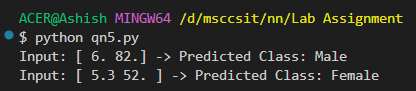 ACER@Ashish MINGW64 /d/msccsit/nn/Lab Assignment
$ python qn5.py
Input: [ 6. 82.] -> Predicted Class: Male
Input: [ 5.3 52. ] -> Predicted Class: Female